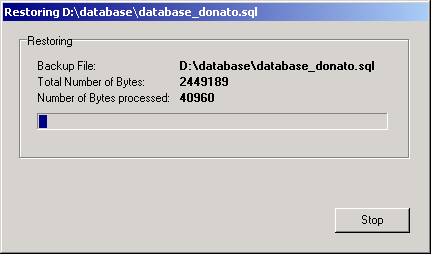 Restoring D:\database\database_donato.sql
Restoring
Backup File: D:\database\database_donato.sql
Total Number of Bytes: 2449189
Number of Bytes processed: 40960
Stop